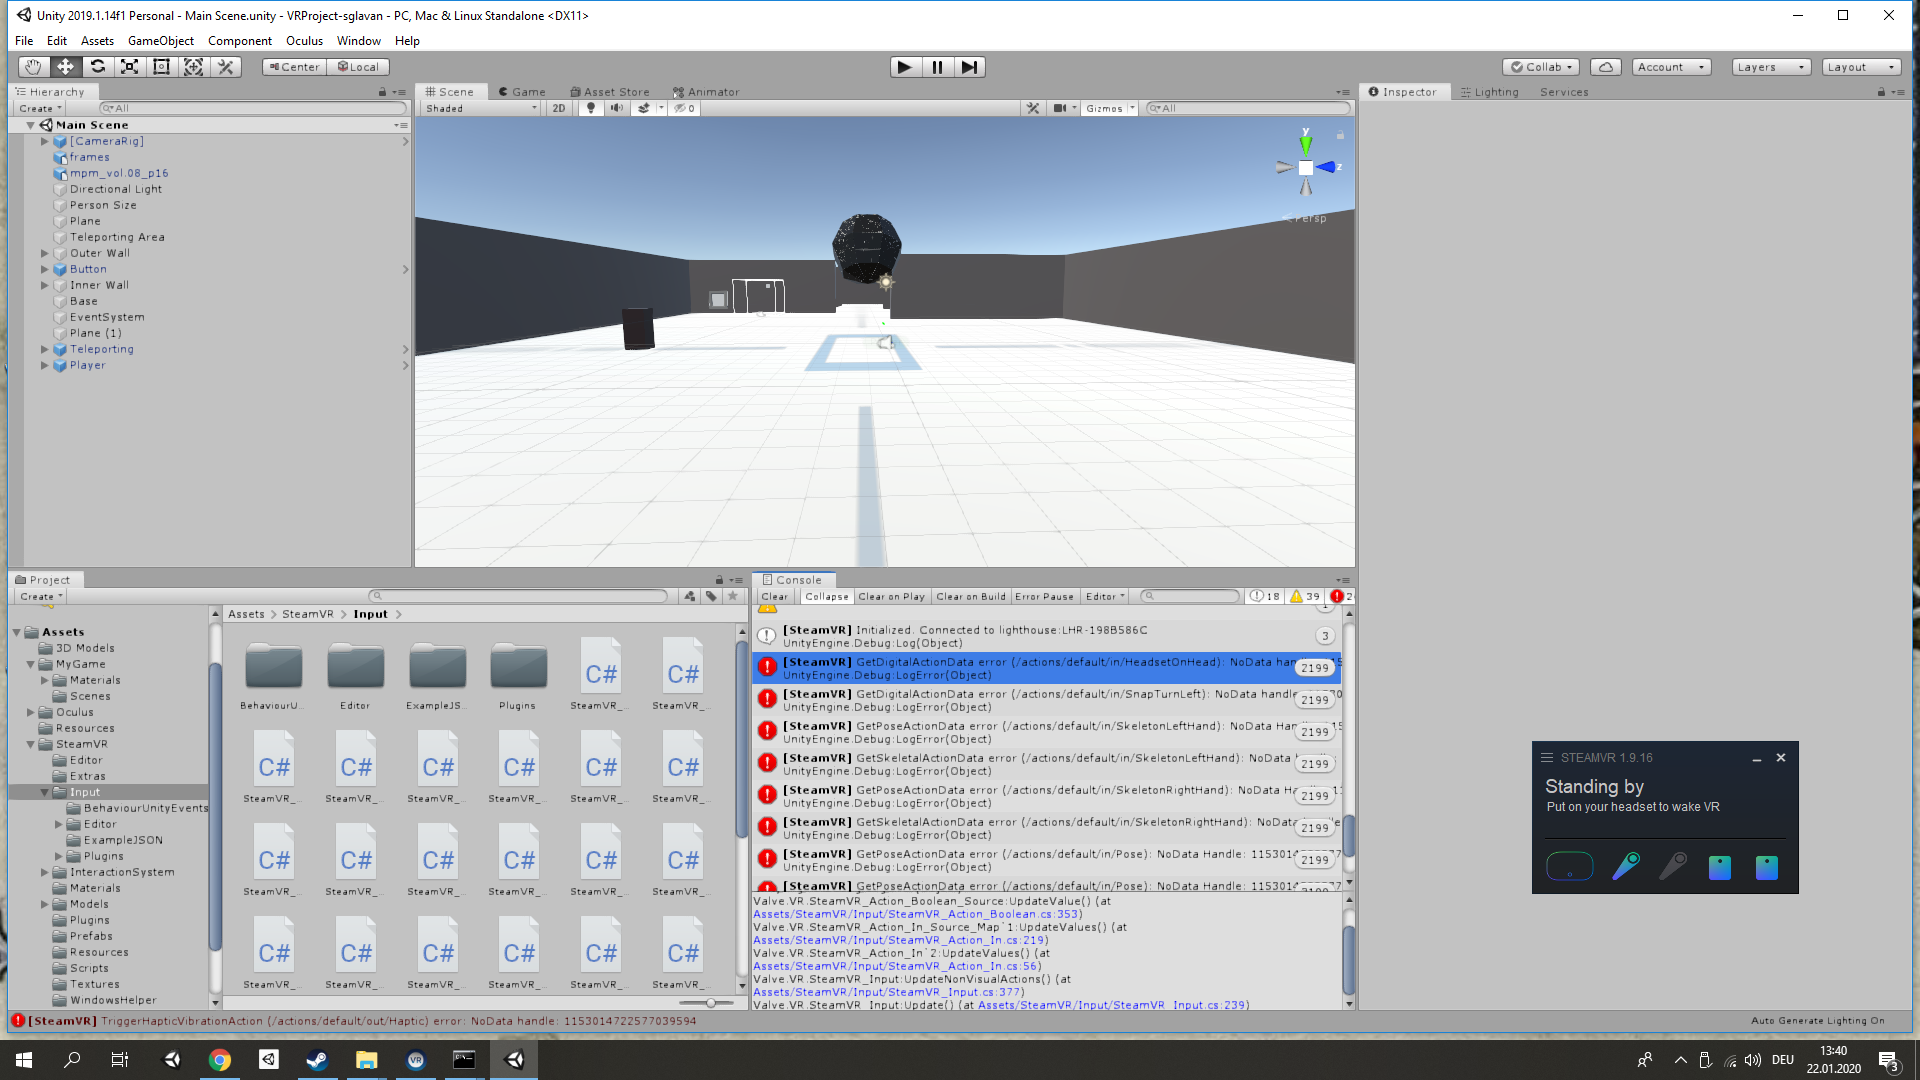 Unity 2019.1.14f1 Personal - Main Scene.unity - VRProject-sglavan - PC, Mac & Linux Standalone <DX11>
File Edit Assets GameObject Component Oculus Window Help
Center Local Collab Account Layers Layout
Hierarchy
Create All
Main Scene
[CameraRig]
frames
mpm_vol.08_p16
Directional Light
Person Size
Plane
Teleporting Area
Outer Wall
Button
Inner Wall
Base
EventSystem
Plane (1)
Teleporting
Player
Scene Game Asset Store Animator
Shaded 2D 0 Gizmos All
y
z
Persp
Inspector Lighting Services
Project
Create
Assets
3D Models
MyGame
Materials
Scenes
Oculus
Resources
SteamVR
Editor
Extras
Input
BehaviourUnityEvents
Editor
ExampleJSON
Plugins
InteractionSystem
Materials
Models
Plugins
Prefabs
Resources
Scripts
Textures
WindowsHelper
Assets > SteamVR > Input >
C# C#
BehaviourU... Editor ExampleJS... Plugins SteamVR_... SteamVR_...
C# C# C# C# C# C#
SteamVR_... SteamVR_... SteamVR_... SteamVR_... SteamVR_... SteamVR_...
C# C# C# C# C# C#
SteamVR_... SteamVR_... SteamVR_... SteamVR_... SteamVR_... SteamVR_...
C# C# C# C# C# C#
SteamVR_... SteamVR_... SteamVR_... SteamVR_... SteamVR_... SteamVR_...
Console
Clear Collapse Clear on Play Clear on Build Error Pause Editor 18 39
[SteamVR] Initialized. Connected to lighthouse:LHR-198B586C 3
UnityEngine.Debug:Log(Object)
[SteamVR] GetDigitalActionData error (/actions/default/in/HeadsetOnHead): NoData 2199
UnityEngine.Debug:LogError(Object)
[SteamVR] GetDigitalActionData error (/actions/default/in/SnapTurnLeft): NoData handle 2199
UnityEngine.Debug:LogError(Object)
[SteamVR] GetPoseActionData error (/actions/default/in/SkeletonLeftHand): NoData 2199
UnityEngine.Debug:LogError(Object)
[SteamVR] GetSkeletalActionData error (/actions/default/in/SkeletonLeftHand): NoData 2199
UnityEngine.Debug:LogError(Object)
[SteamVR] GetPoseActionData error (/actions/default/in/SkeletonRightHand): NoData 2199
UnityEngine.Debug:LogError(Object)
[SteamVR] GetSkeletalActionData error (/actions/default/in/SkeletonRightHand): 2199
UnityEngine.Debug:LogError(Object)
[SteamVR] GetPoseActionData error (/actions/default/in/Pose): NoData Handle: 2199
UnityEngine.Debug:LogError(Object)
[SteamVR] GetPoseActionData error (/actions/default/in/Pose): NoData Handle:
Valve.VR.SteamVR_Action_Boolean_Source:UpdateValue() (at
Assets/SteamVR/Input/SteamVR_Action_Boolean.cs:353)
Valve.VR.SteamVR_Action_In_Source_Map`1:UpdateValues() (at
Assets/SteamVR/Input/SteamVR_Action_In.cs:219)
Valve.VR.SteamVR_Action_In`2:UpdateValues() (at
Assets/SteamVR/Input/SteamVR_Action_In.cs:56)
Valve.VR.SteamVR_Input:UpdateNonVisualActions() (at
Assets/SteamVR/Input/SteamVR_Input.cs:377)
Valve.VR.SteamVR_Input:Update() (at Assets/SteamVR/Input/SteamVR_Input.cs:239)
STEAMVR 1.9.16
Standing by
Put on your headset to wake VR
[SteamVR] TriggerHapticVibrationAction (/actions/default/out/Haptic) error: NoData handle: 1153014722577039594
Auto Generate Lighting On
VR
DEU
13:40
22.01.2020
3